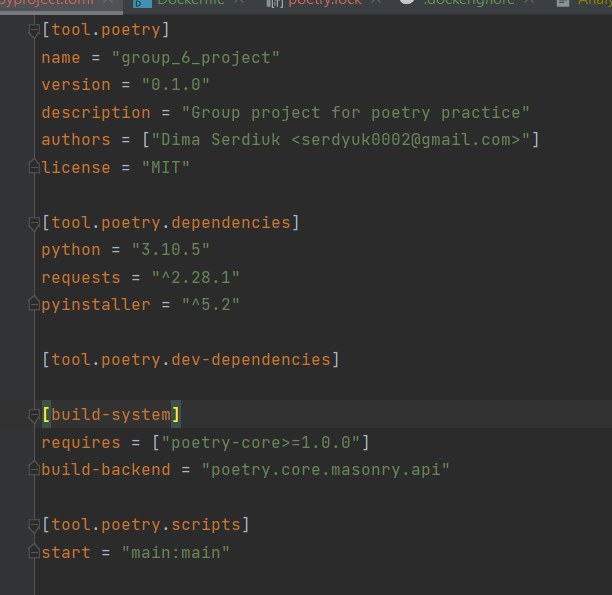 pyproject.toml Dockerfile poetry.lock .dockerignore
[tool.poetry]
name = "group_6_project"
version = "0.1.0"
description = "Group project for poetry practice"
authors = ["Dima Serdiuk <serdyuk0002@gmail.com>"]
license = "MIT"
[tool.poetry.dependencies]
python = "3.10.5"
requests = "^2.28.1"
pyinstaller = "^5.2"
[tool.poetry.dev-dependencies]
[build-system]
requires = ["poetry-core>=1.0.0"]
build-backend = "poetry.core.masonry.api"
[tool.poetry.scripts]
start = "main:main"